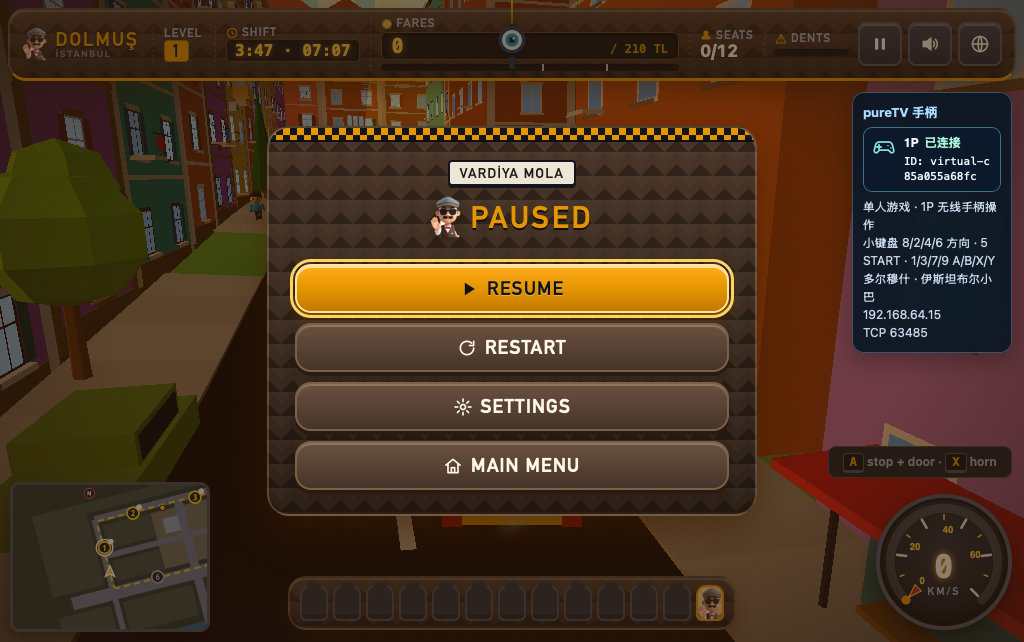 DOLMUŞ
İSTANBUL
LEVEL
1
SHIFT
3:47 · 07:07
FARES
0
/ 210 TL
SEATS
0/12
DENTS
pureTV 手柄
1P 已连接
ID: virtual-c
85a055a68fc
单人游戏 · 1P 无线手柄操
作
小键盘 8/2/4/6 方向 · 5
START · 1/3/7/9 A/B/X/Y
多尔穆什 · 伊斯坦布尔小
巴
192.168.64.15
TCP 63485
VARDİYA MOLA
PAUSED
RESUME
RESTART
SETTINGS
MAIN MENU
A stop + door · X horn
N
3
2
1
6
0
20
40
60
0
KM/S